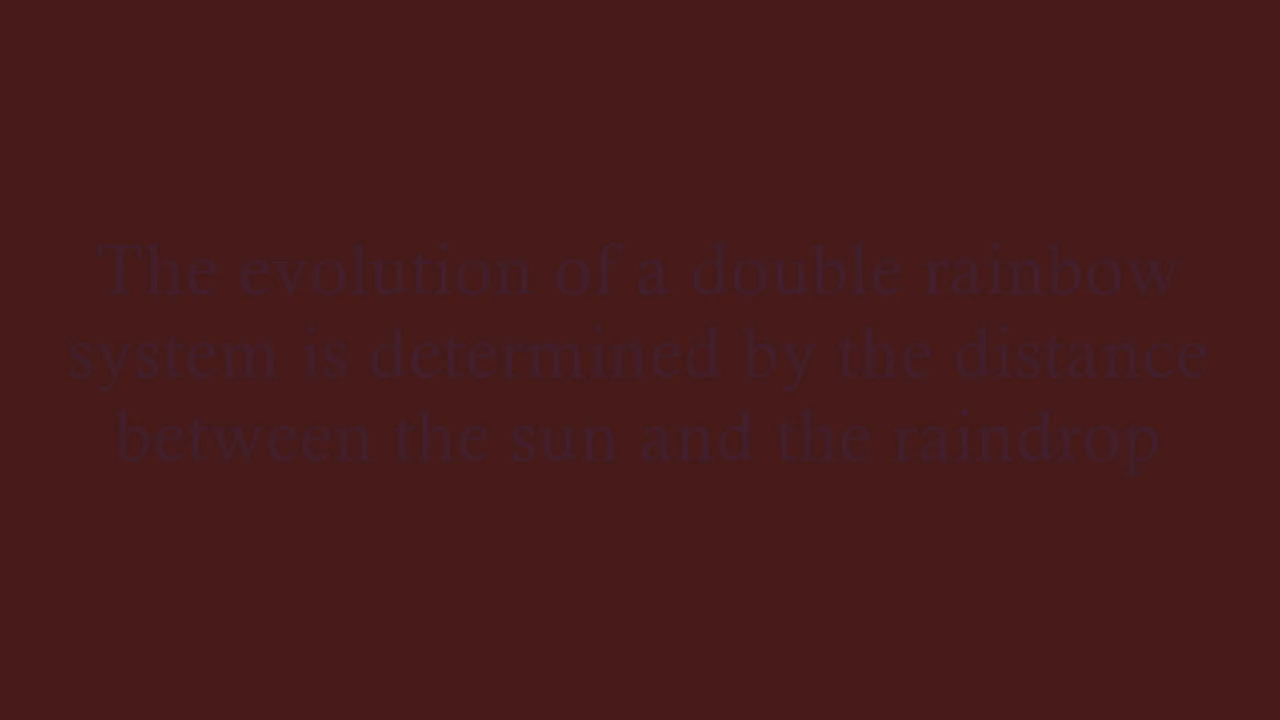 The evolution of a double rainbow
system is determined by the distance
between the sun and the raindrop